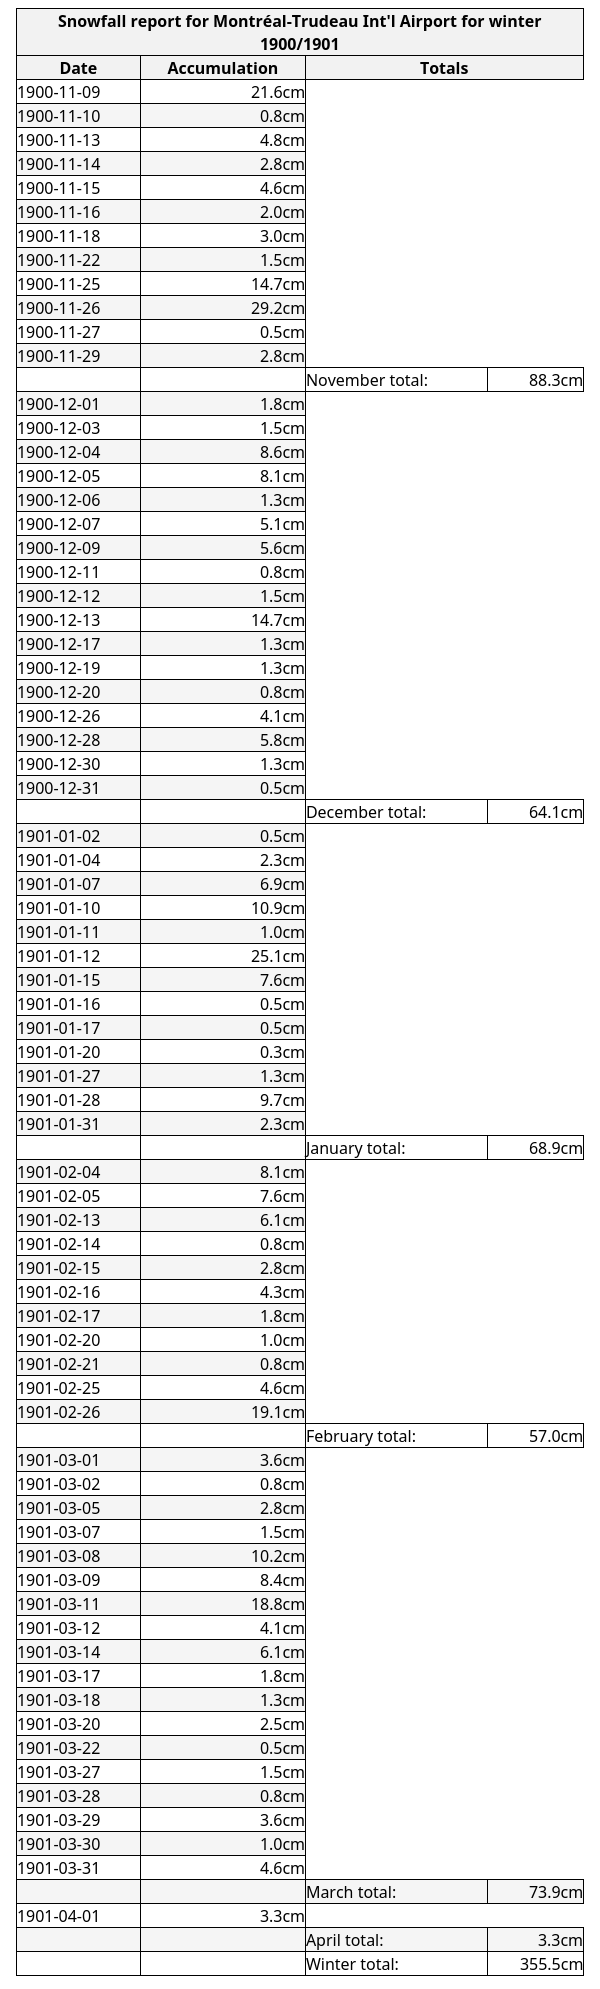 Snowfall report for Montréal-Trudeau Int'l Airport for winter
1900/1901
Date Accumulation Totals
1900-11-09 21.6cm
1900-11-10 0.8cm
1900-11-13 4.8cm
1900-11-14 2.8cm
1900-11-15 4.6cm
1900-11-16 2.0cm
1900-11-18 3.0cm
1900-11-22 1.5cm
1900-11-25 14.7cm
1900-11-26 29.2cm
1900-11-27 0.5cm
1900-11-29 2.8cm
November total: 88.3cm
1900-12-01 1.8cm
1900-12-03 1.5cm
1900-12-04 8.6cm
1900-12-05 8.1cm
1900-12-06 1.3cm
1900-12-07 5.1cm
1900-12-09 5.6cm
1900-12-11 0.8cm
1900-12-12 1.5cm
1900-12-13 14.7cm
1900-12-17 1.3cm
1900-12-19 1.3cm
1900-12-20 0.8cm
1900-12-26 4.1cm
1900-12-28 5.8cm
1900-12-30 1.3cm
1900-12-31 0.5cm
December total: 64.1cm
1901-01-02 0.5cm
1901-01-04 2.3cm
1901-01-07 6.9cm
1901-01-10 10.9cm
1901-01-11 1.0cm
1901-01-12 25.1cm
1901-01-15 7.6cm
1901-01-16 0.5cm
1901-01-17 0.5cm
1901-01-20 0.3cm
1901-01-27 1.3cm
1901-01-28 9.7cm
1901-01-31 2.3cm
January total: 68.9cm
1901-02-04 8.1cm
1901-02-05 7.6cm
1901-02-13 6.1cm
1901-02-14 0.8cm
1901-02-15 2.8cm
1901-02-16 4.3cm
1901-02-17 1.8cm
1901-02-20 1.0cm
1901-02-21 0.8cm
1901-02-25 4.6cm
1901-02-26 19.1cm
February total: 57.0cm
1901-03-01 3.6cm
1901-03-02 0.8cm
1901-03-05 2.8cm
1901-03-07 1.5cm
1901-03-08 10.2cm
1901-03-09 8.4cm
1901-03-11 18.8cm
1901-03-12 4.1cm
1901-03-14 6.1cm
1901-03-17 1.8cm
1901-03-18 1.3cm
1901-03-20 2.5cm
1901-03-22 0.5cm
1901-03-27 1.5cm
1901-03-28 0.8cm
1901-03-29 3.6cm
1901-03-30 1.0cm
1901-03-31 4.6cm
March total: 73.9cm
1901-04-01 3.3cm
April total: 3.3cm
Winter total: 355.5cm